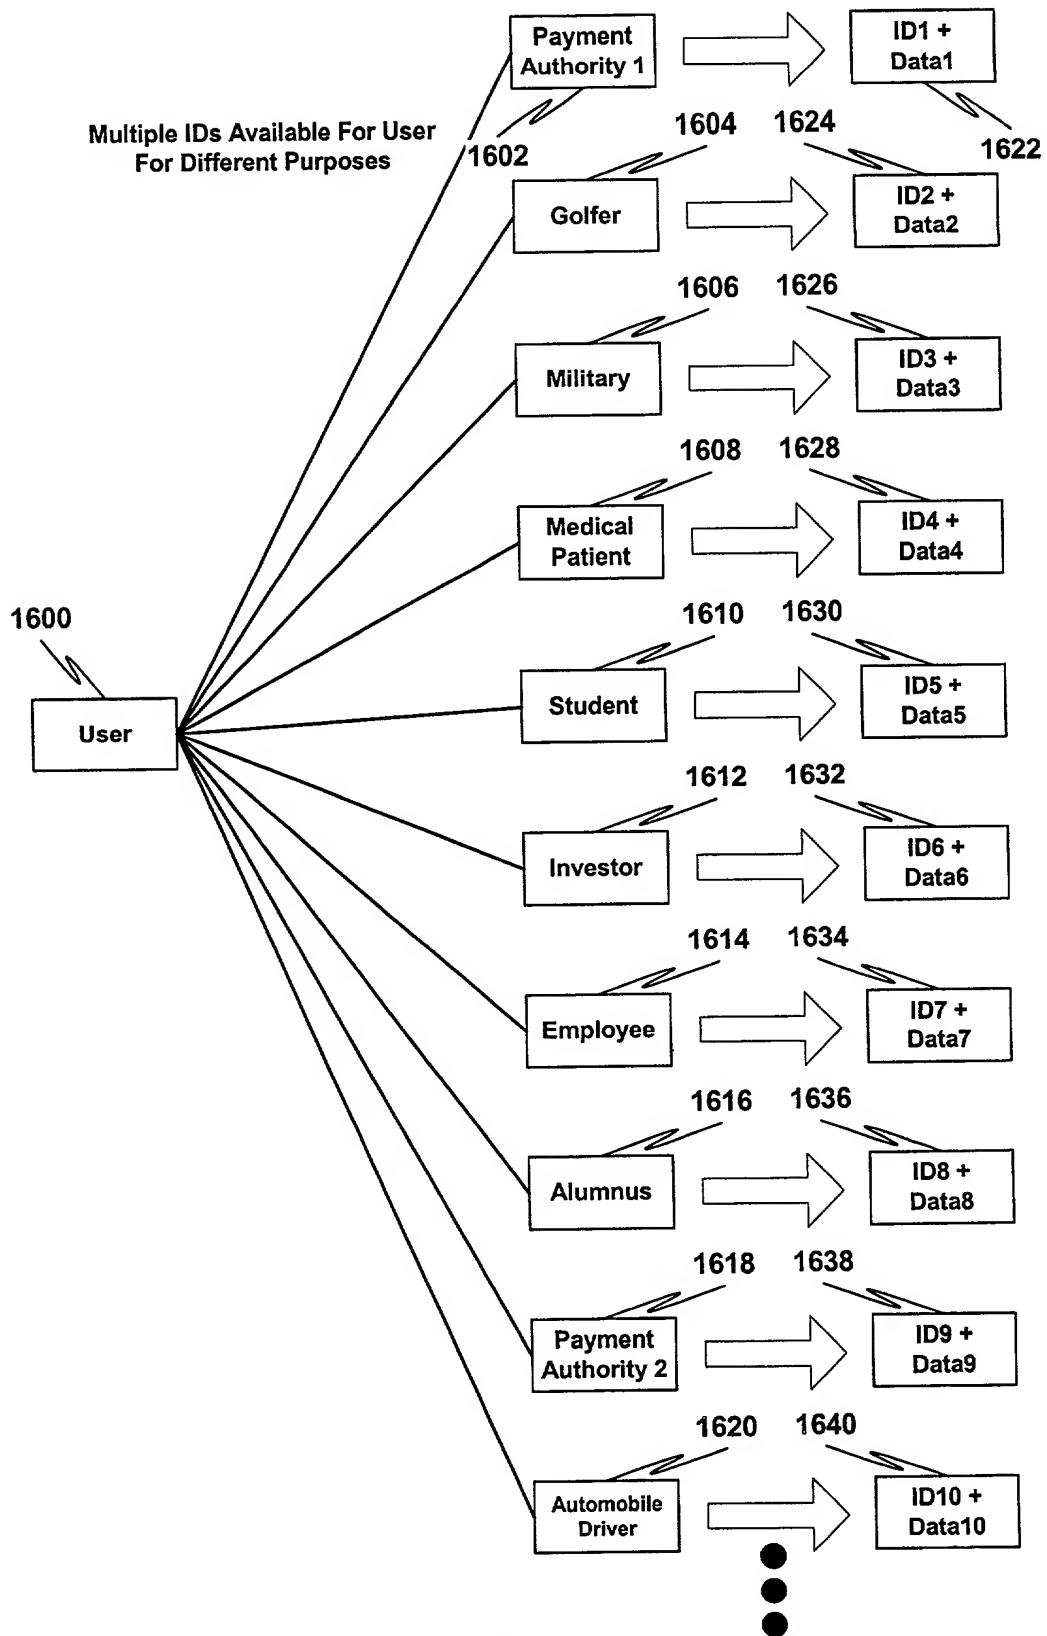 Payment
Authority 1
ID1 +
Data1
Multiple IDs Available For User
For Different Purposes
1602
1604
1624
1622
Golfer
ID2 +
Data2
1606
1626
Military
ID3 +
Data3
1608
1628
Medical
Patient
ID4 +
Data4
1600
1610
1630
User
Student
ID5 +
Data5
1612
1632
Investor
ID6 +
Data6
1614
1634
Employee
ID7 +
Data7
1616
1636
Alumnus
ID8 +
Data8
1618
1638
Payment
Authority 2
ID9 +
Data9
1620
1640
Automobile
Driver
ID10 +
Data10